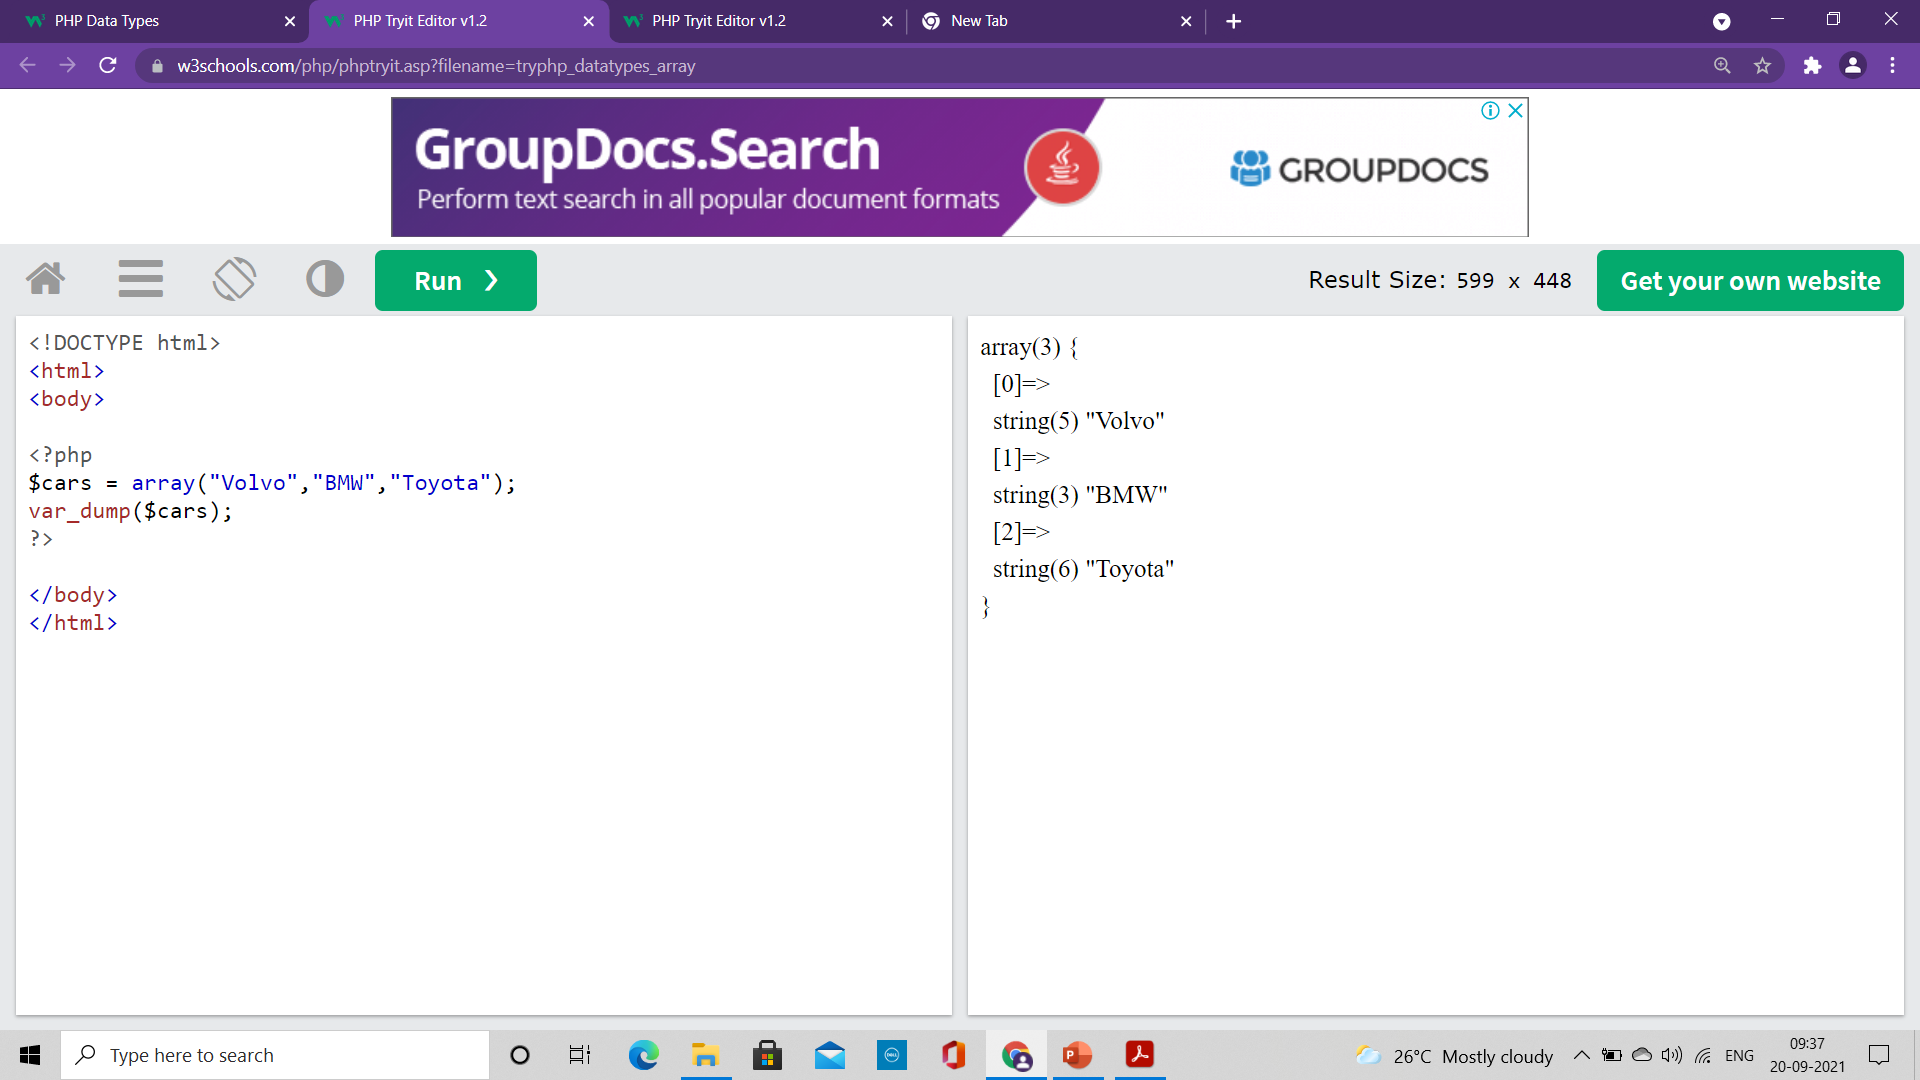 PHP Data Types
PHP Tryit Editor v1.2
PHP Tryit Editor v1.2
New Tab
w3schools.com/php/phptryit.asp?filename=tryphp_datatypes_array
GroupDocs.Search
Perform text search in all popular document formats
GROUPDOCS
Run ❯
Result Size: 599 x 448
Get your own website
<!DOCTYPE html>
<html>
<body>
<?php
$cars = array("Volvo","BMW","Toyota");
var_dump($cars);
?>
</body>
</html>
array(3) {
[0]=>
string(5) "Volvo"
[1]=>
string(3) "BMW"
[2]=>
string(6) "Toyota"
}
Type here to search
26°C Mostly cloudy
ENG
09:37
20-09-2021